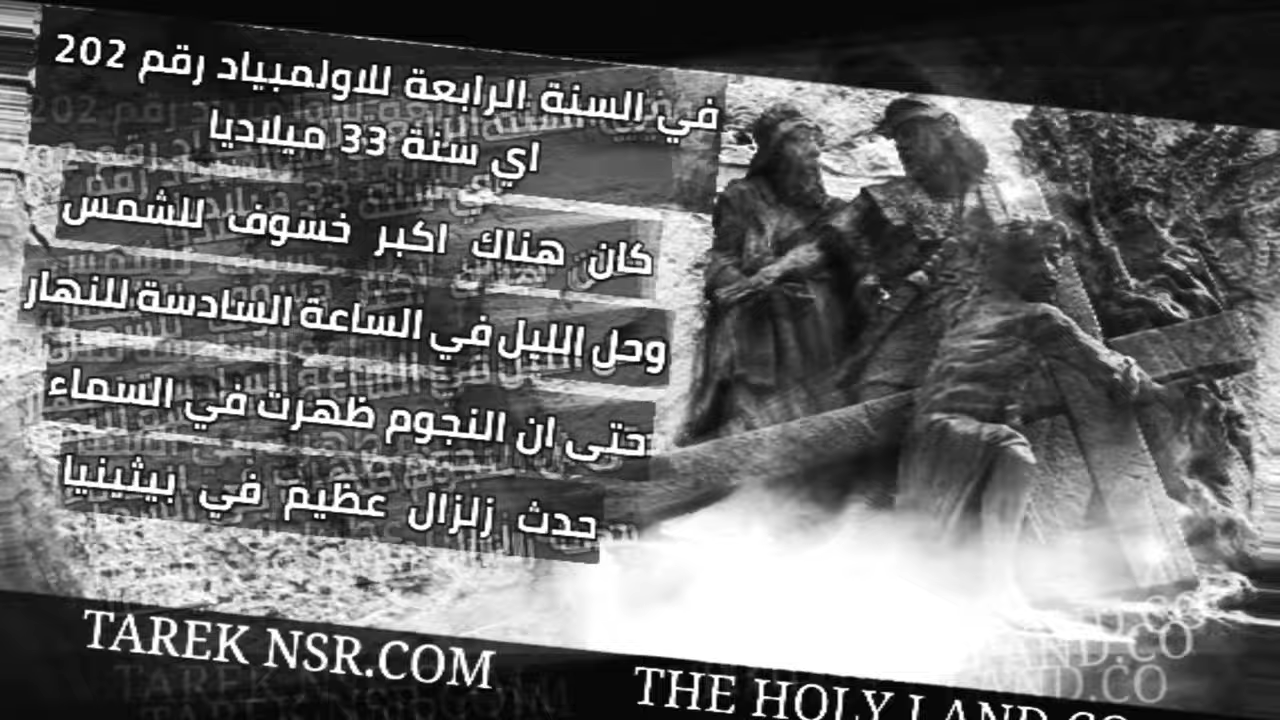 في السنة الرابعة للاولمبياد رقم 202
اي سنة 33 ميلاديا
كان هناك اكبر خسوف للشمس
وحل الليل في الساعة السادسة للنهار
حتى ان النجوم ظهرت في السماء
حدث زلزال عظيم في بيثينيا
TAREK NSR.COM
THE HOLY LAND.CO